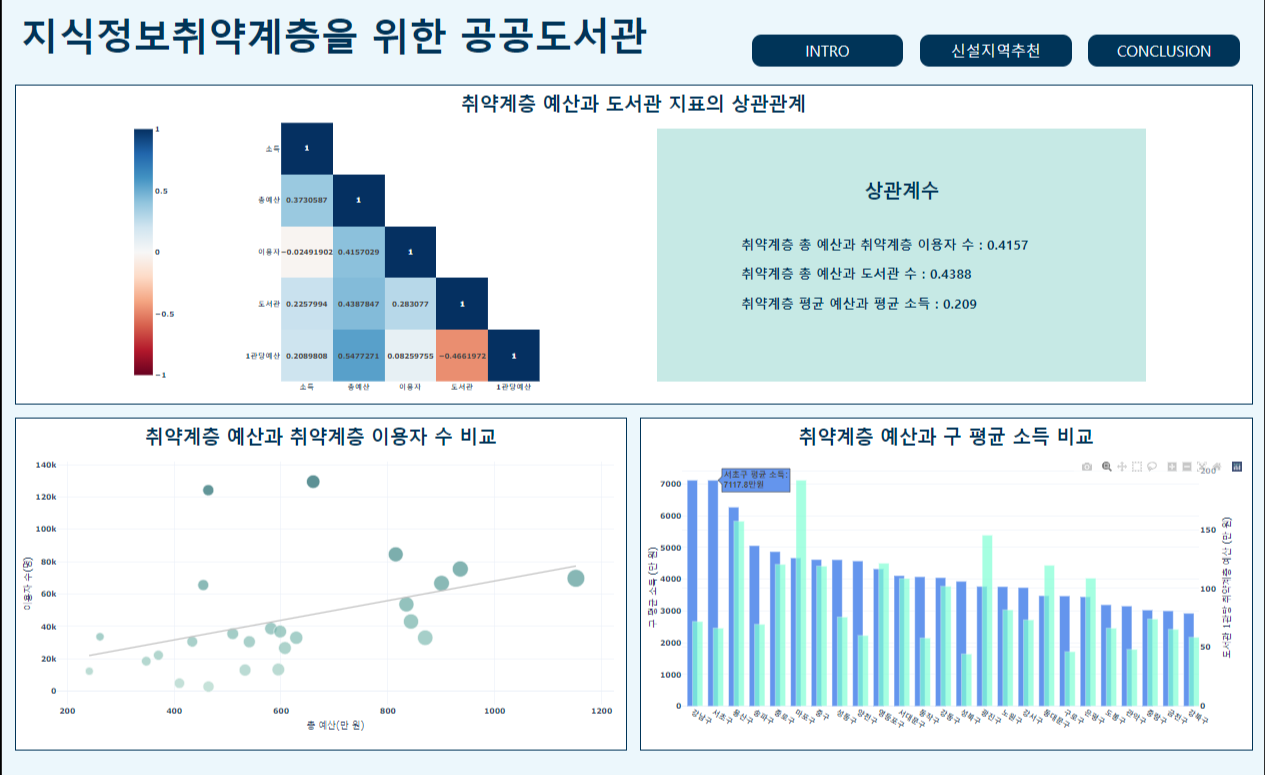 지식정보취약계층을 위한 공공도서관
INTRO
신설지역추천
CONCLUSION
취약계층 예산과 도서관 지표의 상관관계
1
0.5
0
−0.5
−1
소득
1
총예산
0.3730587
1
이용자
−0.02491902
0.4157029
1
도서관
0.2257994
0.4387847
0.283077
1
1관당예산
0.2089808
0.5477271
0.08259755
−0.4661972
1
소득
총예산
이용자
도서관
1관당예산
상관계수
취약계층 총 예산과 취약계층 이용자 수 : 0.4157
취약계층 총 예산과 도서관 수 : 0.4388
취약계층 평균 예산과 평균 소득 : 0.209
취약계층 예산과 취약계층 이용자 수 비교
140k
120k
100k
80k
60k
40k
20k
0
이용자 수(명)
200
400
600
800
1000
1200
총 예산(만 원)
취약계층 예산과 구 평균 소득 비교
서초구 평균 소득:
7117.8만원
7000
6000
5000
4000
3000
2000
1000
0
구 평균 소득 (만 원)
200
150
100
50
0
도서관 1관당 취약계층 예산 (만 원)
강남구
서초구
용산구
송파구
종로구
마포구
중구
성동구
양천구
영등포구
서대문구
동작구
강동구
성북구
광진구
노원구
강서구
동대문구
구로구
은평구
도봉구
관악구
중랑구
금천구
강북구